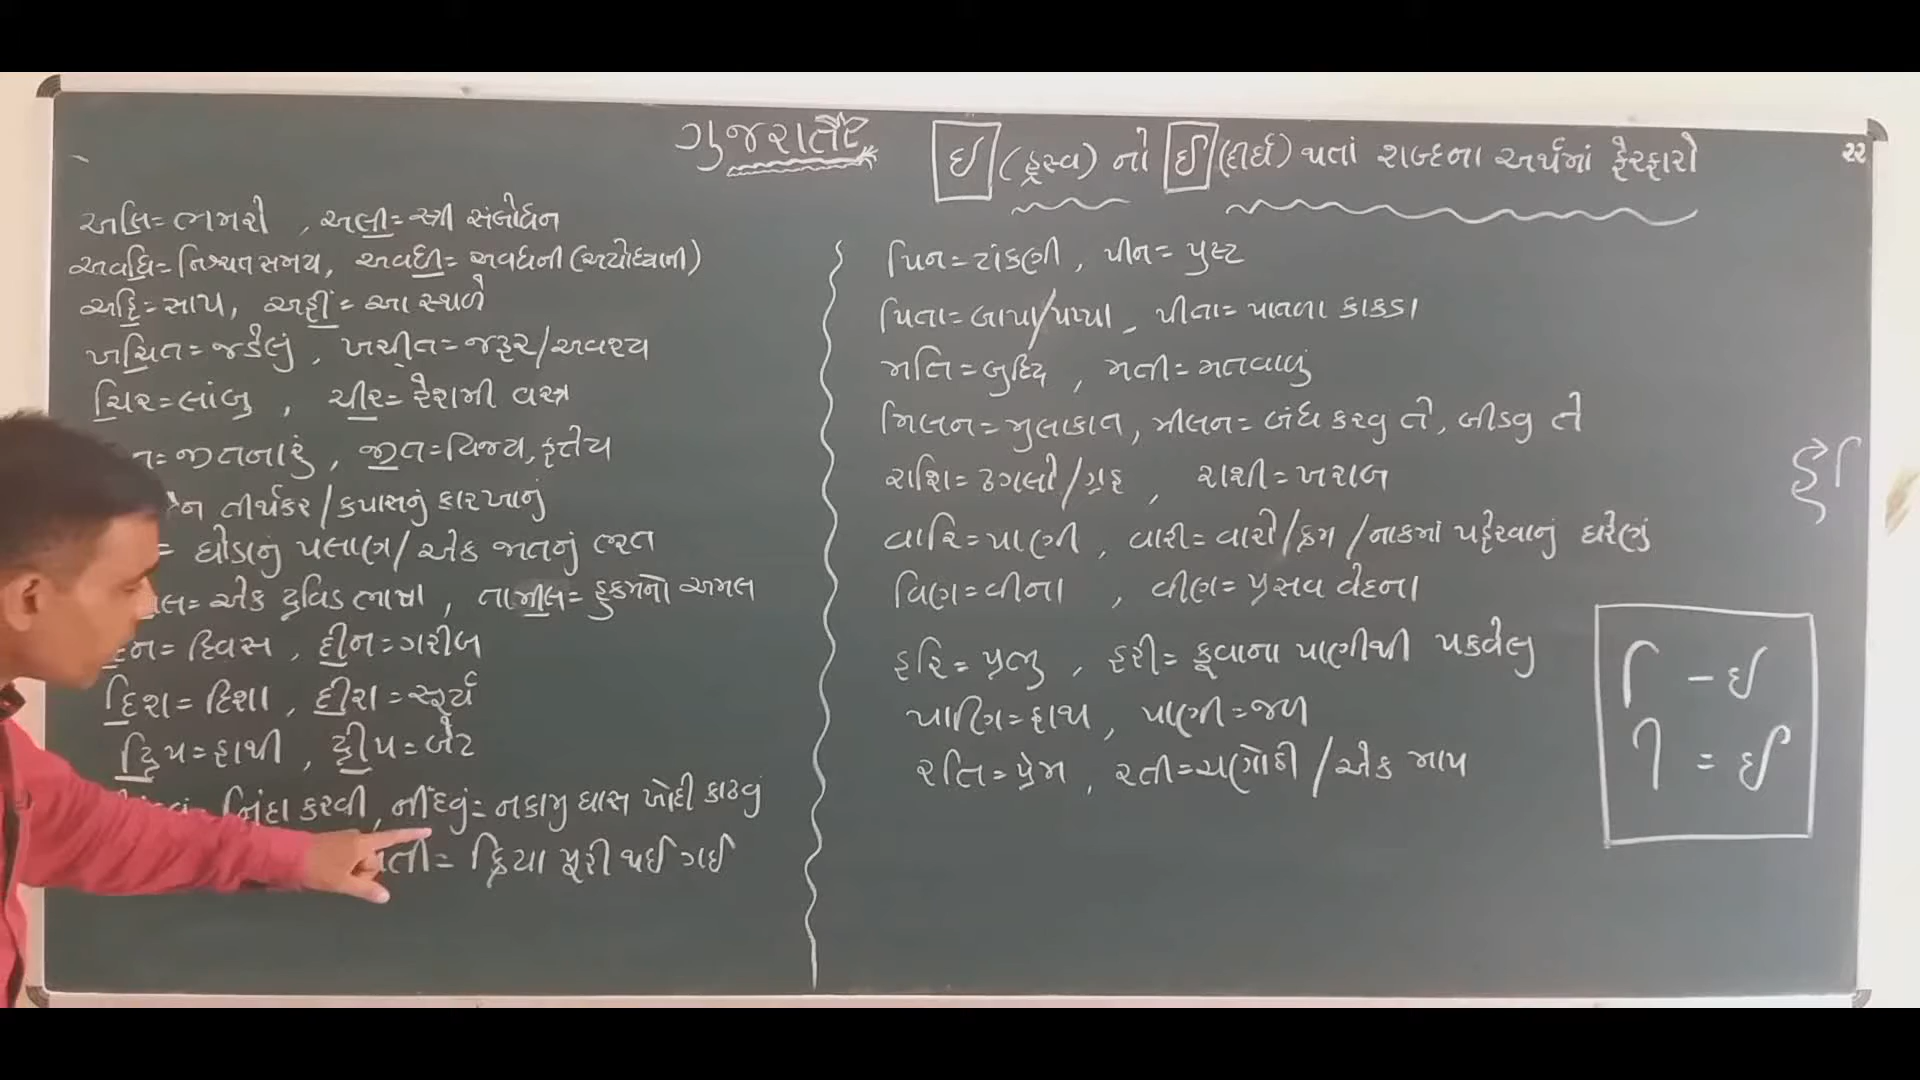 ગુજરાતી
ઇ (હ્રસ્વ) નો ઈ (દીર્ઘ) થતાં શબ્દના અર્થમાં ફેરફારો
૨૨
અલિ=ભમરો, અલી=સ્ત્રી સંબોધન
અવધિ=નિશ્ચતસમય, અવધી=અવધની(અયોધ્યાની)
અહિ=સાપ, અહીં=આ સ્થળે
ખચિત=જડેલું, ખચીત=જરૂર/અવશ્ય
ચિર=લાંબુ, ચીર=રેશમી વસ્ત્ર
=જીતનારું, જીત=વિજય, ફત્તેય
તીર્થંકર/કપાસનું કારખાનું
= ઘોડાનું પલાણ/એક જાતનું ભરત
=એક દ્રવિડ ભાષા, તામીલ=હુકમનો અમલ
=દિવસ, દીન=ગરીબ
દિશ=દિશા, દીશ=સૂર્ય
દ્વિપ=હાથી, દ્વીપ=બેટ
નિંદા કરવી, નીંદવું=નકામુ ઘાસ ખોદી કાઢવું
= ક્રિયા પૂરી થઈ ગઈ
પિન=ટાંકણી, પીન=પુષ્ટ
પિતા=બાપા/પપ્પા, પીતા=પાતળા કાકડા
મતિ=બુદ્ધિ, મતી=મતવાળું
મિલન=મુલાકાત, મીલન=બંધ કરવુ તે, બીડવુ તે
રાશિ=ઢગલો/ગ્રહ, રાશી=ખરાબ
વારિ=પાણી, વારી=વારો/ક્રમ/નાકમાં પહેરવાનું ઘરેણું
વિણ=વીના, વીણ=પ્રસવ વેદના
હરિ=પ્રભુ, હરી=કૂવાના પાણીથી પકવેલુ
પાણિ=હાથ, પાણી=જળ
રતિ=પ્રેમ, રતી=ચણોઠી/એક માપ
િ - ઇ
ી = ઈ